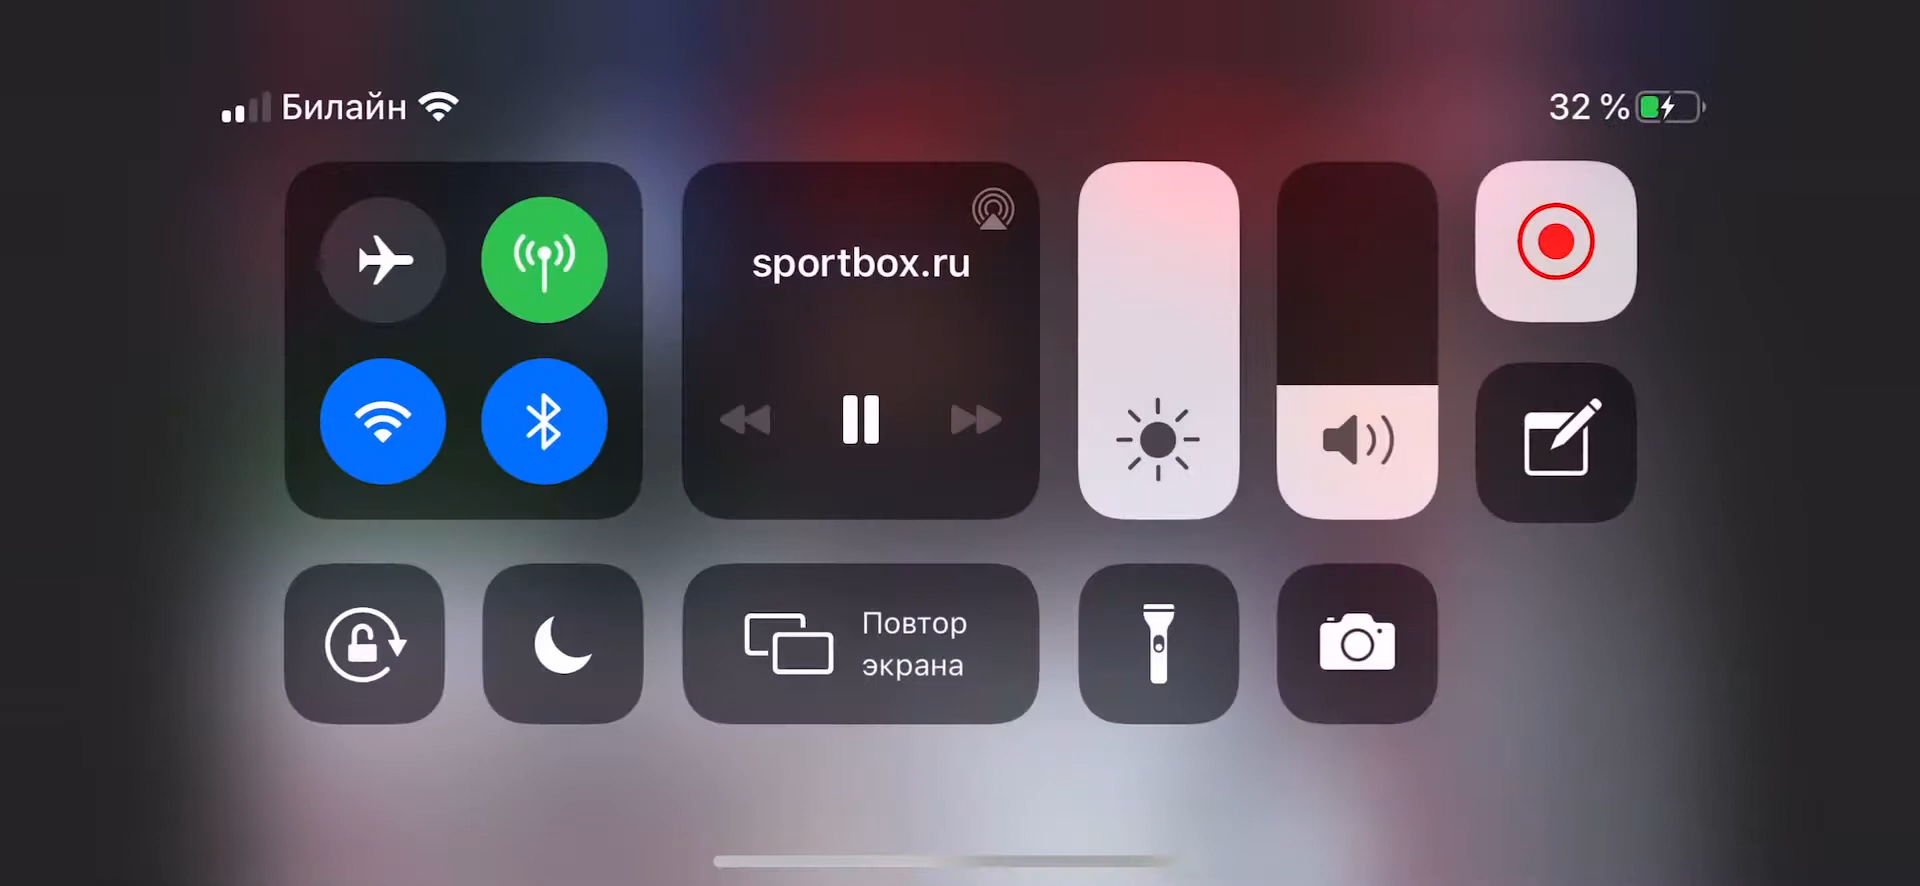 Билайн
32 %
sportbox.ru
Повтор
экрана